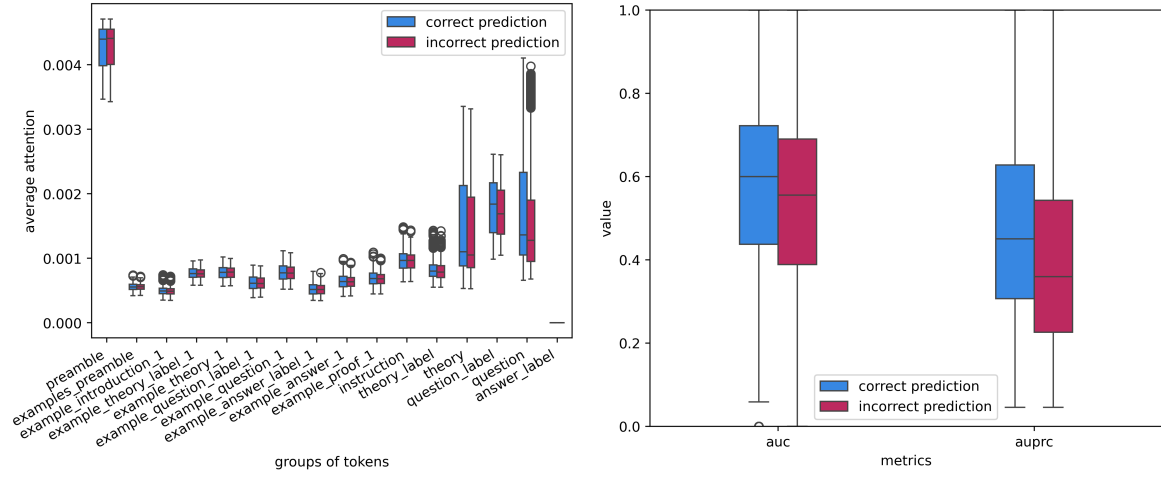 average attention
0.004
0.003
0.002
0.001
0.000
correct prediction
incorrect prediction
preamble
examples_preamble
example_introduction_1
example_theory_label_1
example_theory_1
example_question_label_1
example_question_1
example_answer_label_1
example_answer_1
example_proof_1
instruction
theory_label
theory
question_label
question
answer_label
groups of tokens
value
1.0
0.8
0.6
0.4
0.2
0.0
correct prediction
incorrect prediction
auc
auprc
metrics